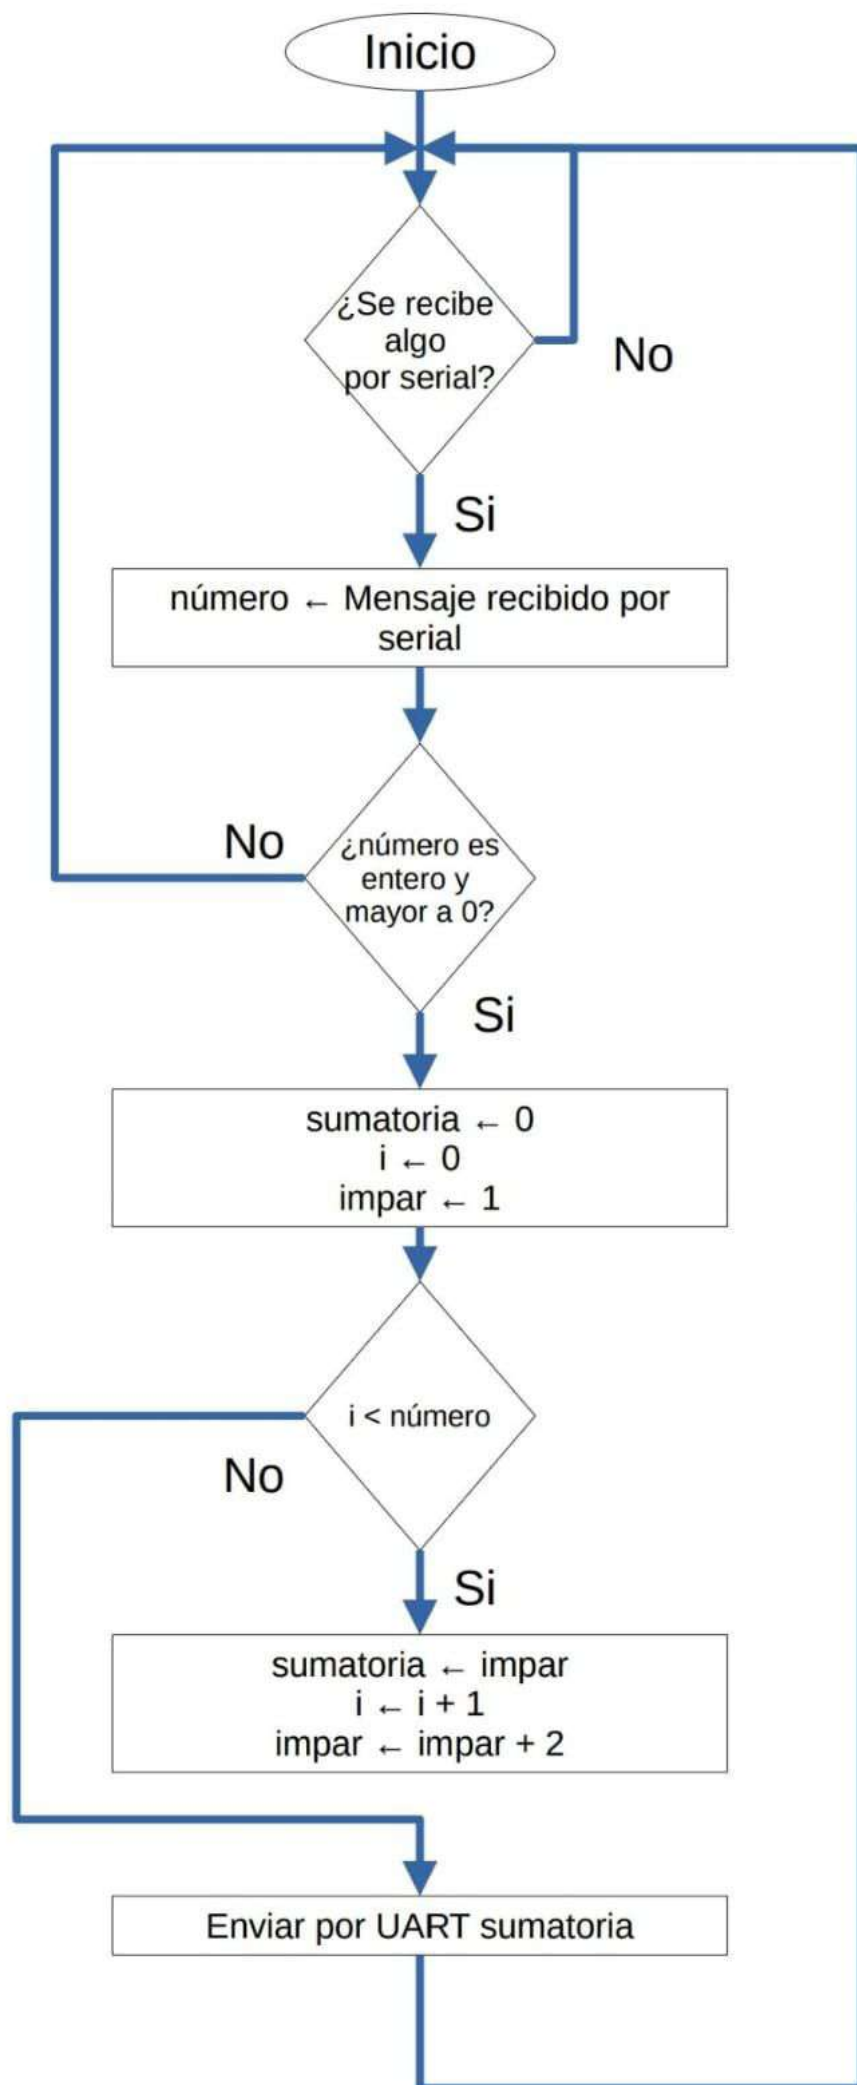 Inicio
¿Se recibe
algo
por serial?
No
Si
número ← Mensaje recibido por
serial
No
¿número es
entero y
mayor a 0?
Si
sumatoria ← 0
i ← 0
impar ← 1
i < número
No
Si
sumatoria ← impar
i ← i + 1
impar ← impar + 2
Enviar por UART sumatoria